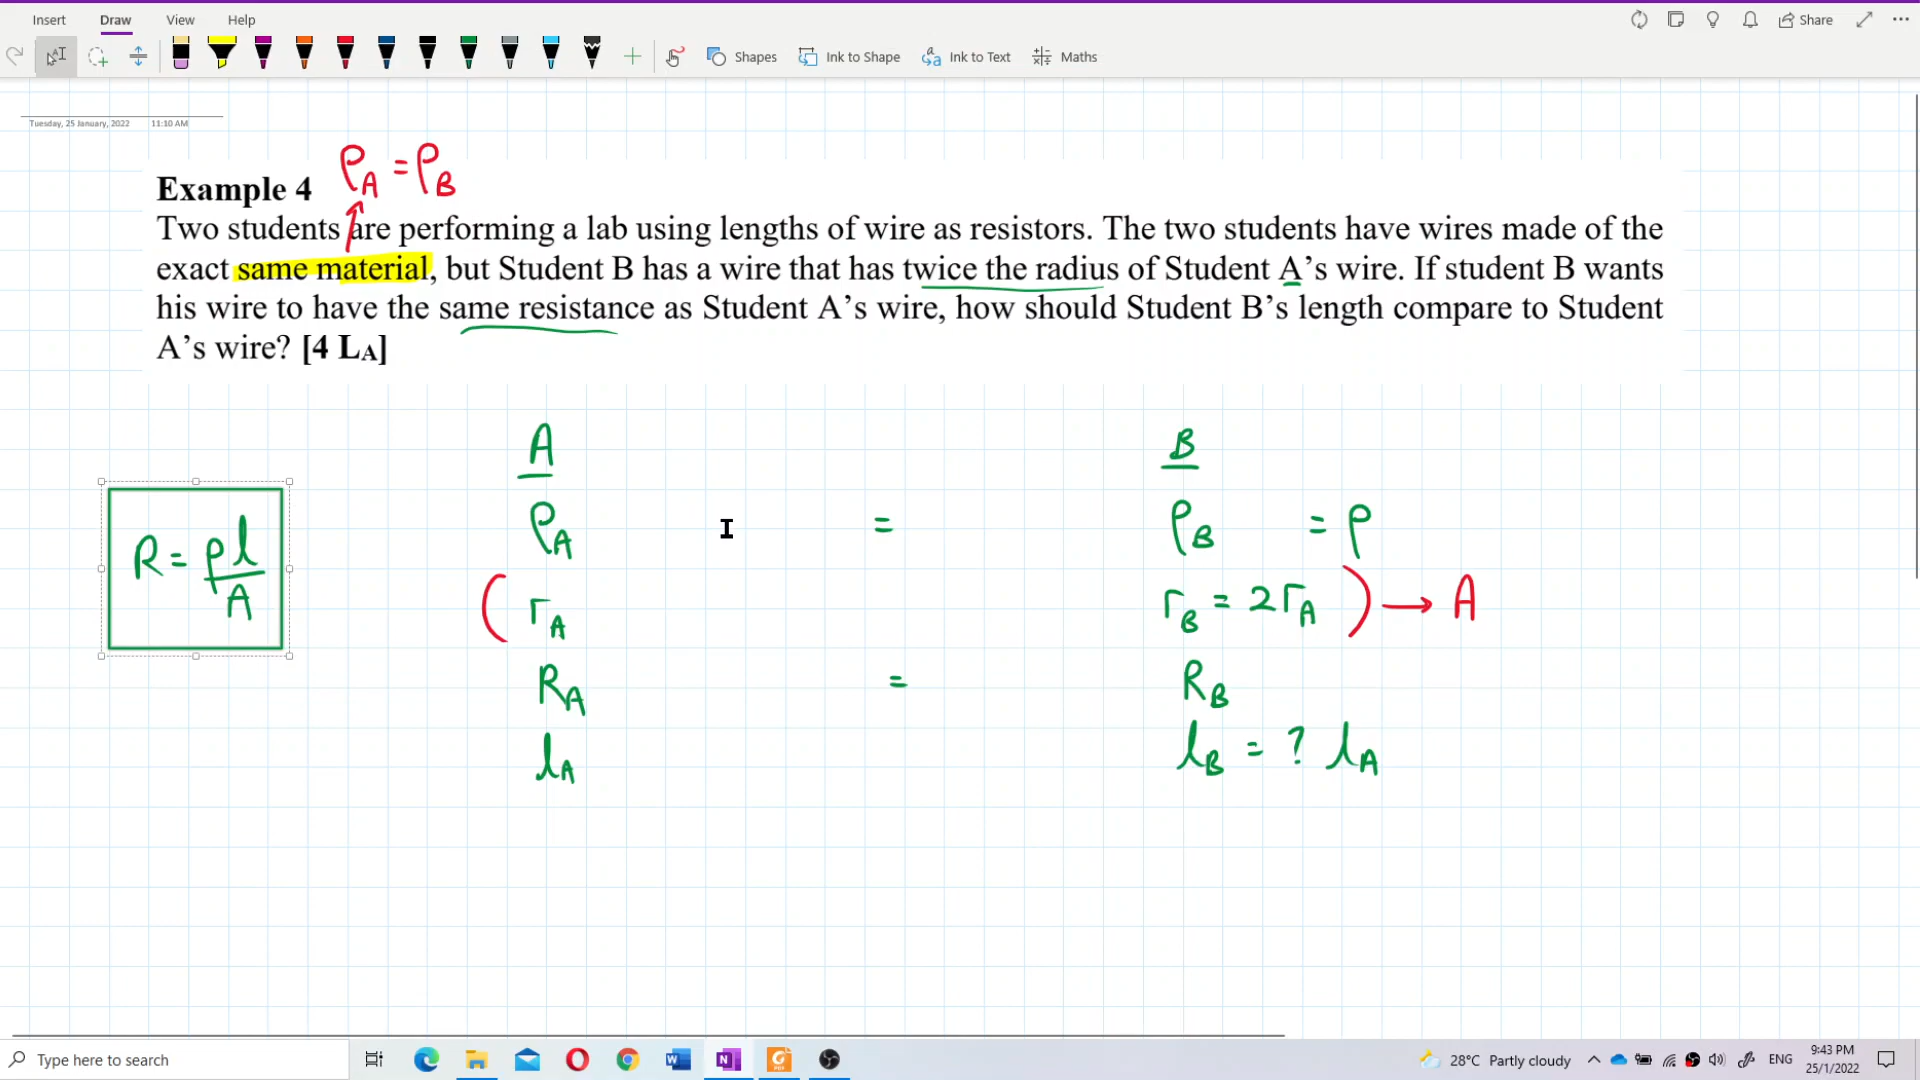 Insert Draw View Help
Share
Shapes Ink to Shape Ink to Text Maths
Tuesday, 25 January, 2022 11:10 AM
ρA = ρB
Example 4
Two students are performing a lab using lengths of wire as resistors. The two students have wires made of the
exact same material, but Student B has a wire that has twice the radius of Student A’s wire. If student B wants
his wire to have the same resistance as Student A’s wire, how should Student B’s length compare to Student
A’s wire? [4 LA]
A B
ρA = ρB = ρ
R = ρl/A
( rA rB = 2rA ) → A
RA = RB
lA lB = ? lA
Type here to search
28°C Partly cloudy
ENG
9:43 PM
25/1/2022